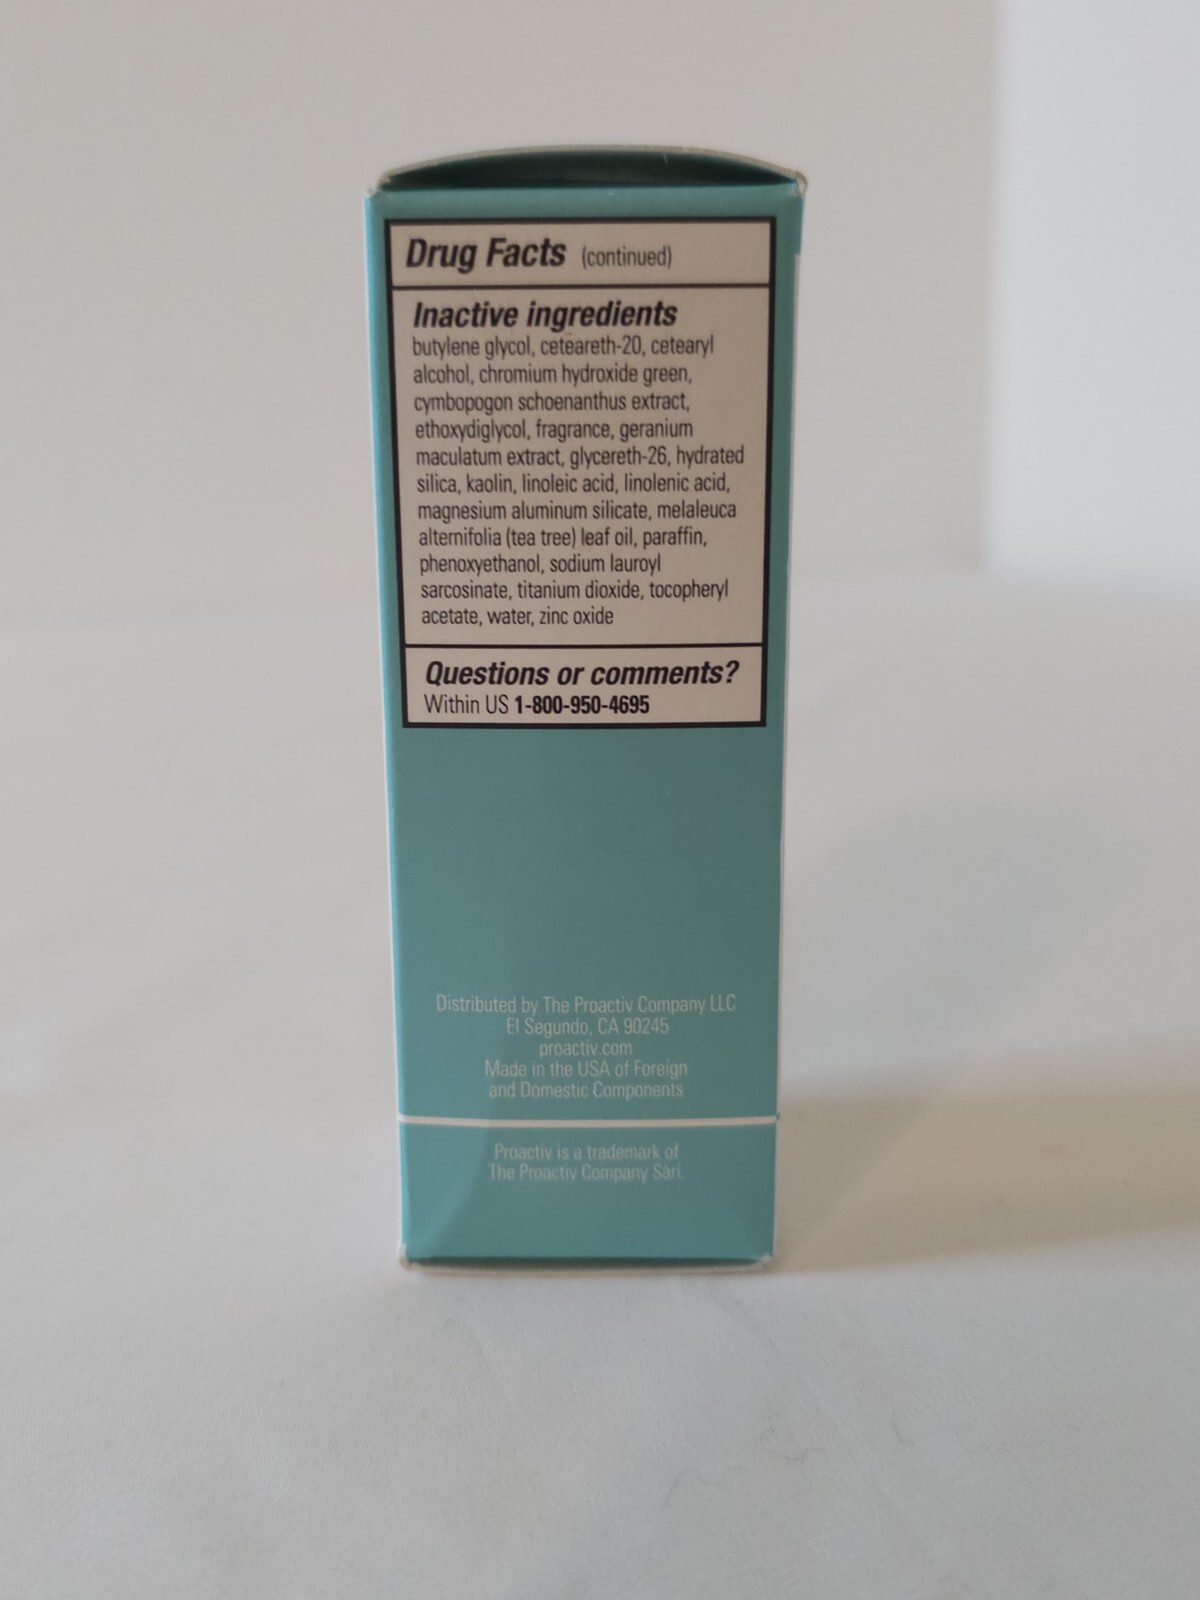 Drug Facts (continued)
Inactive ingredients
butylene glycol, ceteareth-20, cetearyl
alcohol, chromium hydroxide green,
cymbopogon schoenanthus extract,
ethoxydiglycol, fragrance, geranium
maculatum extract, glycereth-26, hydrated
silica, kaolin, linoleic acid, linolenic acid,
magnesium aluminum silicate, melaleuca
alternifolia (tea tree) leaf oil, paraffin,
phenoxyethanol, sodium lauroyl
sarcosinate, titanium dioxide, tocopheryl
acetate, water, zinc oxide
Questions or comments?
Within US 1-800-950-4695
Distributed by The Proactiv Company LLC
El Segundo, CA 90245
proactiv.com
Made in the USA of Foreign
and Domestic Components
Proactiv is a trademark of
The Proactiv Company Sàrl.